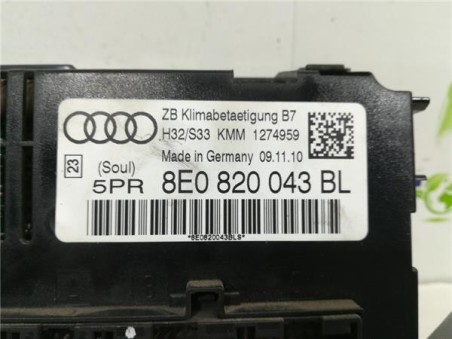 ZB Klimabetaetigung B7
H32/S33 KMM 1274959
Made in Germany 09.11.10
23 (Soul)
5PR 8E0 820 043 BL
*8E0820043BLS*